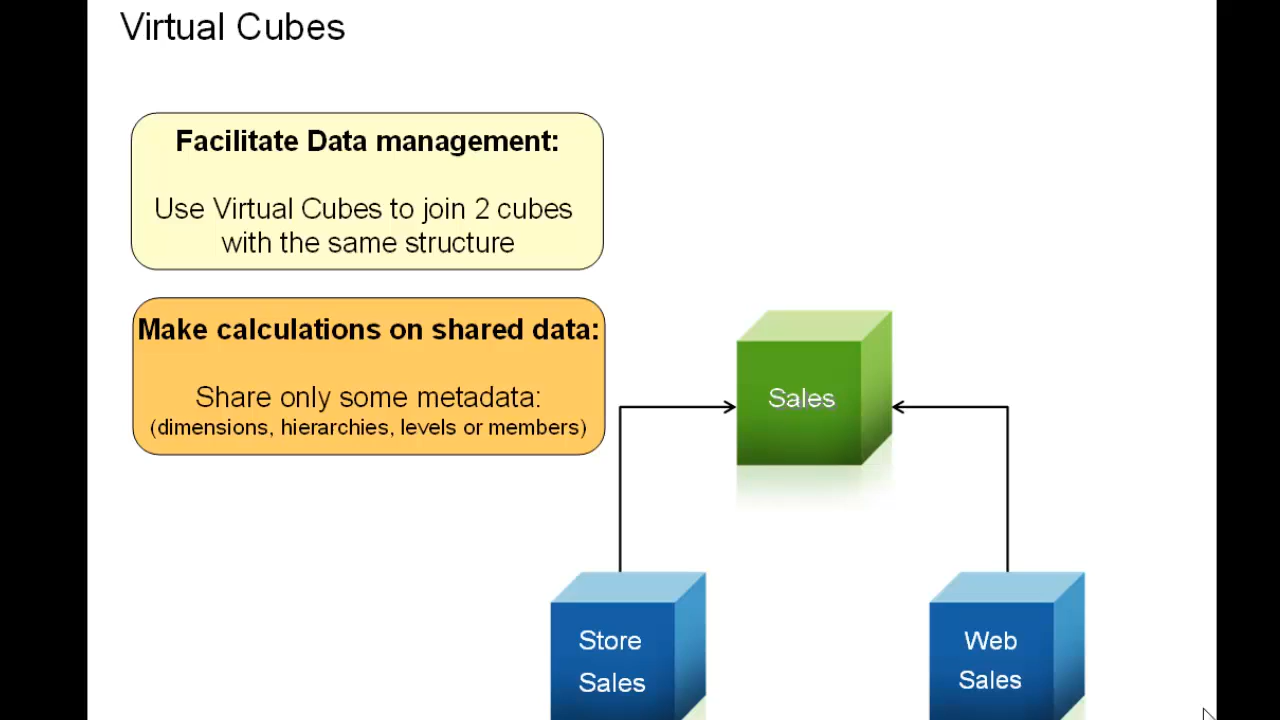 Virtual Cubes
Facilitate Data management:
Use Virtual Cubes to join 2 cubes
with the same structure
Make calculations on shared data:
Share only some metadata:
(dimensions, hierarchies, levels or members)
Sales
Store
Sales
Web
Sales